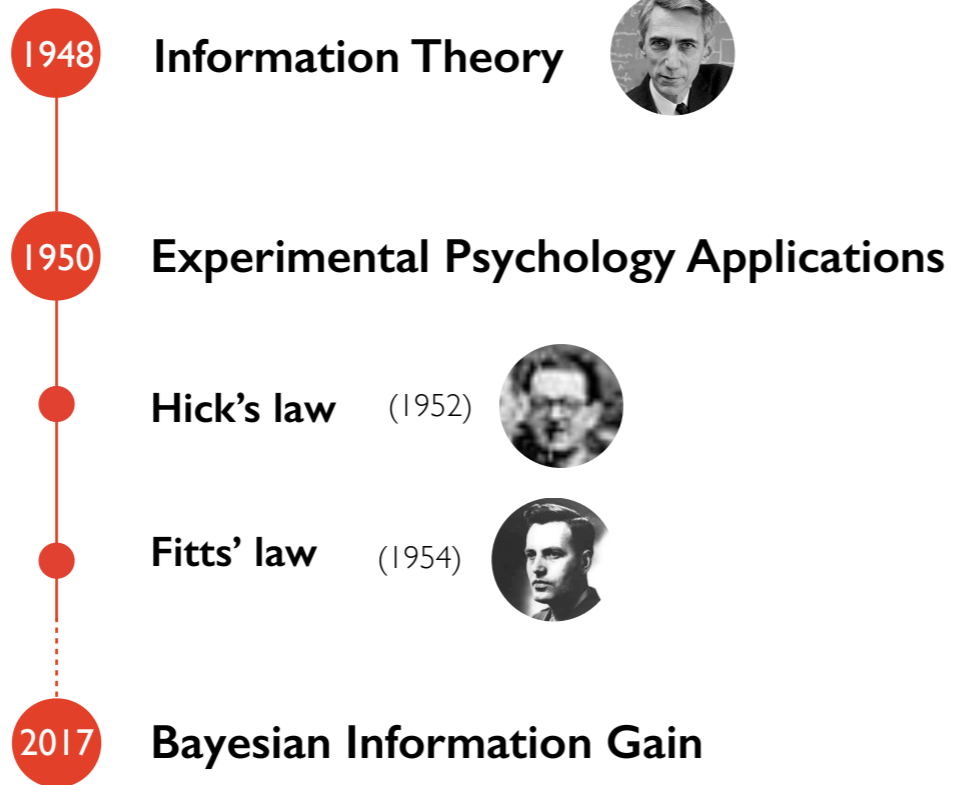 1948 Information Theory
1950 Experimental Psychology Applications
Hick’s law (1952)
Fitts’ law (1954)
2017 Bayesian Information Gain